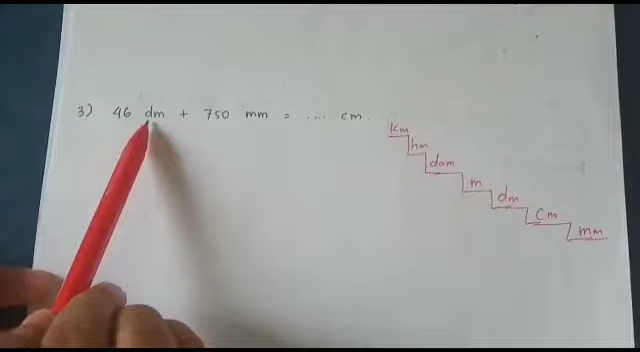 3) 46 dm + 750 mm = .... cm.
km
hm
dam
m
dm
cm
mm